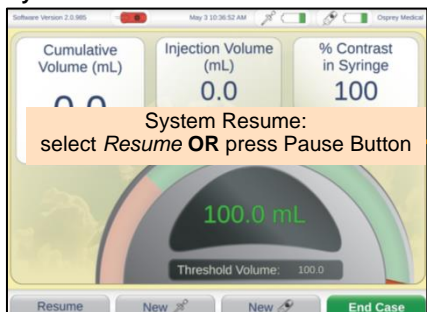 Software Version 2.0.985 May 3 10:36:52 AM Osprey Medical
Cumulative Volume (mL)
0.0
Injection Volume (mL)
0.0
% Contrast in Syringe
100
System Resume:
select Resume OR press Pause Button
100.0 mL
Threshold Volume: 100.0
Resume New New End Case